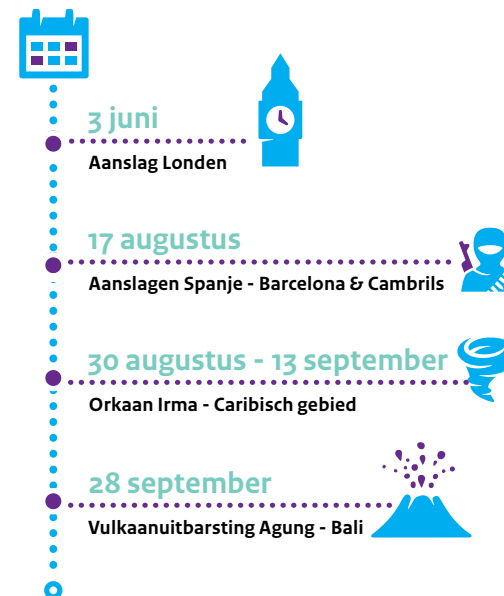 3 juni
Aanslag Londen
17 augustus
Aanslagen Spanje - Barcelona & Cambrils
30 augustus - 13 september
Orkaan Irma - Caribisch gebied
28 september
Vulkaanuitbarsting Agung - Bali